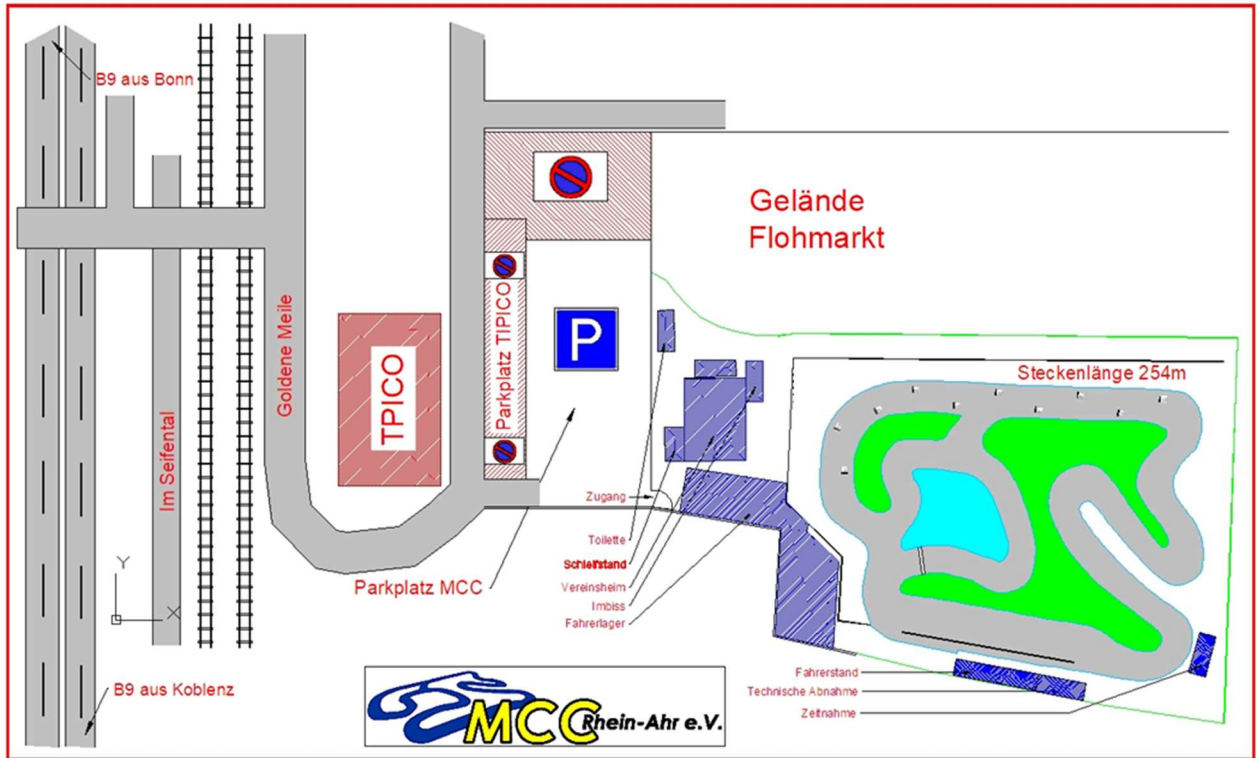 B9 aus Bonn
Gelände
Flohmarkt
Goldene Meile
TPICO
Parkplatz TIPICO
P
Steckenlänge 254m
Im Seifental
Zugang
Toilette
Schleifstand
Vereinsheim
Imbiss
Fahrerlager
Parkplatz MCC
Y
X
B9 aus Koblenz
MCC Rhein-Ahr e.V.
Fahrerstand
Technische Abnahme
Zeitnahme